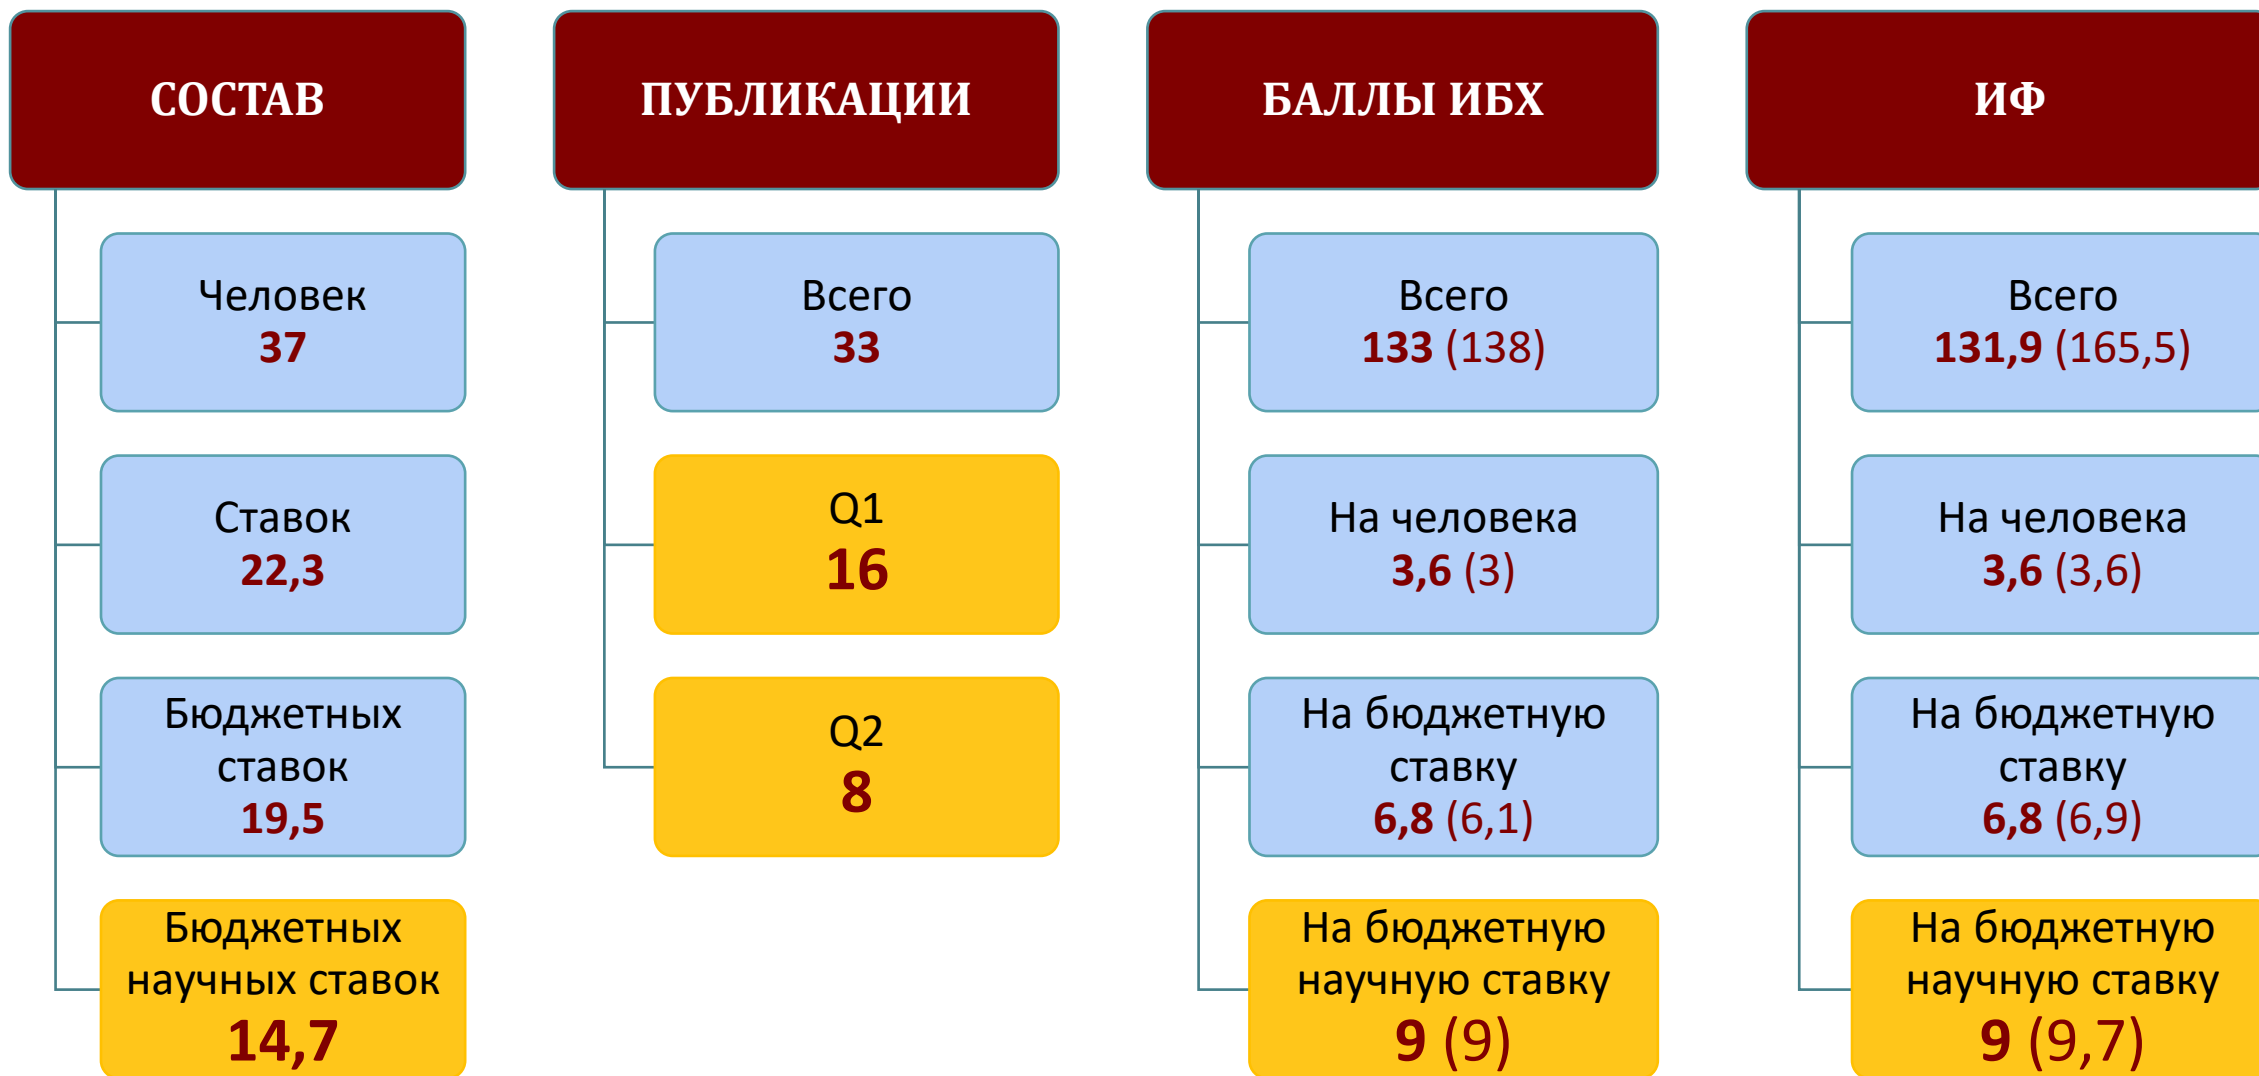 СОСТАВ
Человек
37
Ставок
22,3
Бюджетных
ставок
19,5
Бюджетных
научных ставок
14,7
ПУБЛИКАЦИИ
Всего
33
Q1
16
Q2
8
БАЛЛЫ ИБХ
Всего
133 (138)
На человека
3,6 (3)
На бюджетную
ставку
6,8 (6,1)
На бюджетную
научную ставку
9 (9)
ИФ
Всего
131,9 (165,5)
На человека
3,6 (3,6)
На бюджетную
ставку
6,8 (6,9)
На бюджетную
научную ставку
9 (9,7)